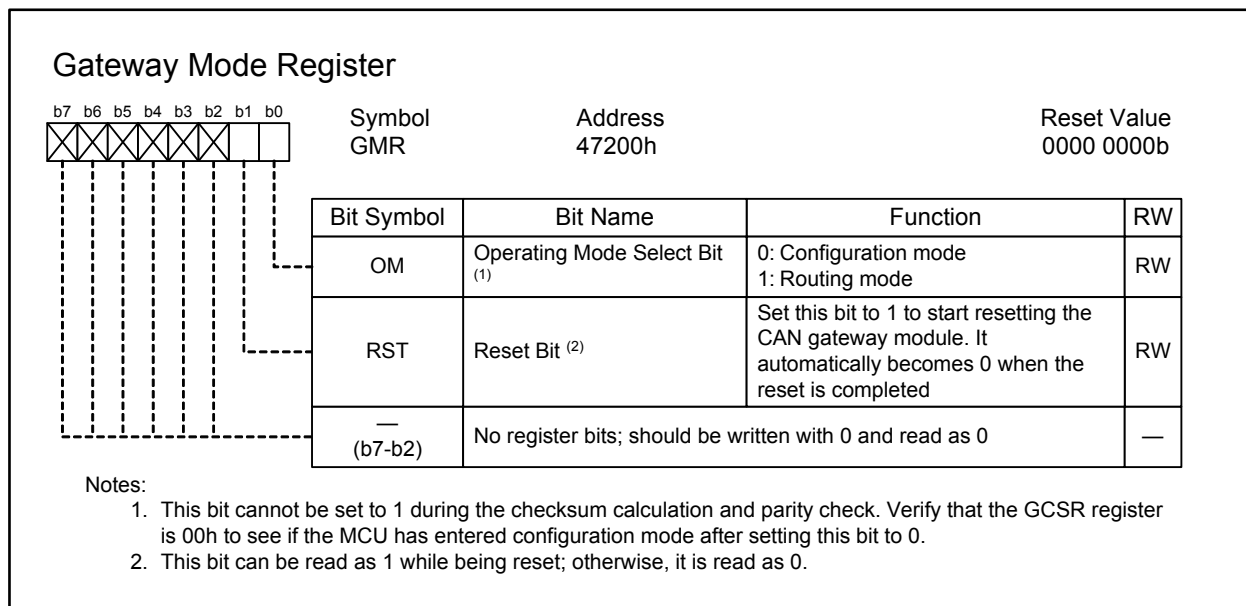 Gateway Mode Register
b7 b6 b5 b4 b3 b2 b1 b0
Symbol Address Reset Value
GMR 47200h 0000 0000b
Bit Symbol Bit Name Function RW
OM Operating Mode Select Bit (1) 0: Configuration mode RW
1: Routing mode
RST Reset Bit (2) Set this bit to 1 to start resetting the RW
CAN gateway module. It
automatically becomes 0 when the
reset is completed
— No register bits; should be written with 0 and read as 0 —
(b7-b2)
Notes:
1. This bit cannot be set to 1 during the checksum calculation and parity check. Verify that the GCSR register
is 00h to see if the MCU has entered configuration mode after setting this bit to 0.
2. This bit can be read as 1 while being reset; otherwise, it is read as 0.